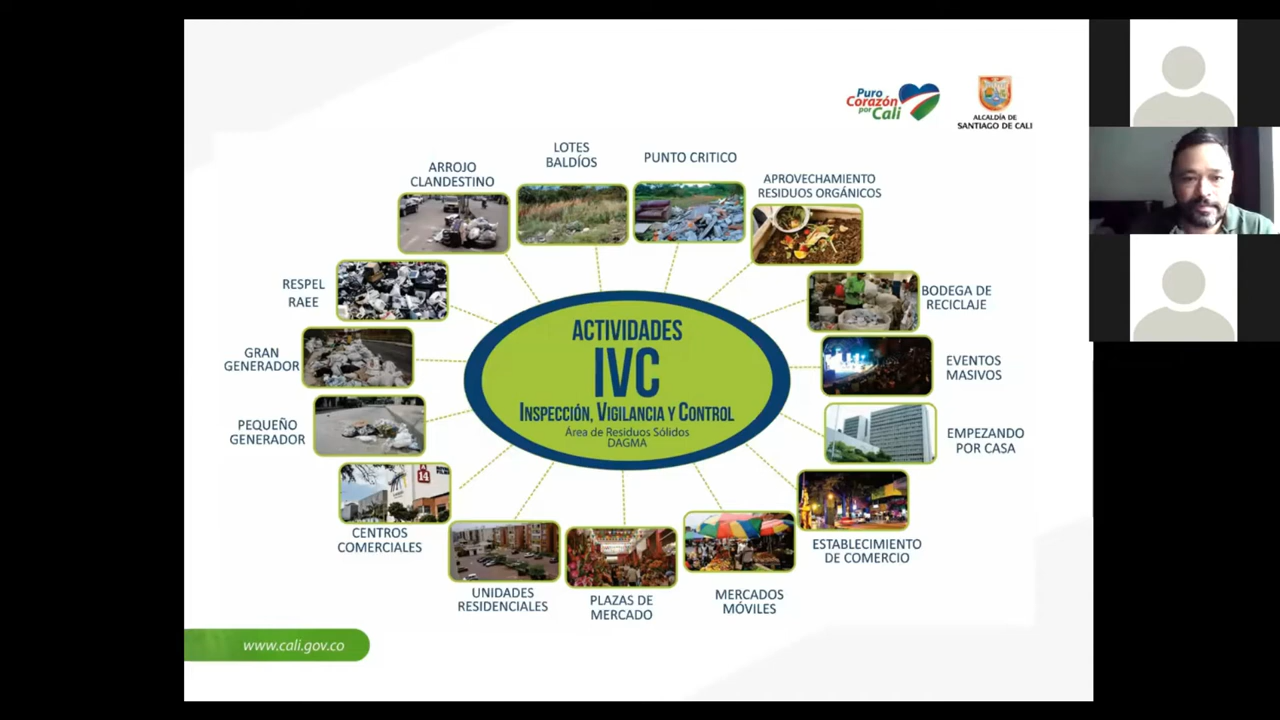 Puro
Corazón
por
Cali
ALCALDÍA DE
SANTIAGO DE CALI
LOTES
BALDÍOS
PUNTO CRITICO
ARROJO
CLANDESTINO
APROVECHAMIENTO
RESIDUOS ORGÁNICOS
RESPEL
RAEE
BODEGA DE
RECICLAJE
GRAN
GENERADOR
EVENTOS
MASIVOS
ACTIVIDADES
IVC
INSPECCIÓN, VIGILANCIA Y CONTROL
Área de Residuos Sólidos
DAGMA
PEQUEÑO
GENERADOR
EMPEZANDO
POR CASA
14
CENTROS
COMERCIALES
ESTABLECIMIENTO
DE COMERCIO
UNIDADES
RESIDENCIALES
PLAZAS DE
MERCADO
MERCADOS
MÓVILES
www.cali.gov.co